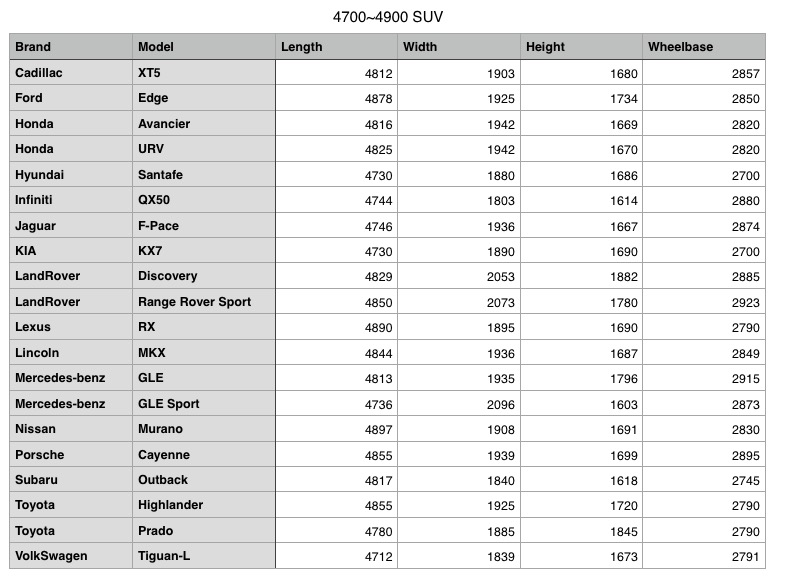 4700~4900 SUV
Brand Model Length Width Height Wheelbase
Cadillac XT5 4812 1903 1680 2857
Ford Edge 4878 1925 1734 2850
Honda Avancier 4816 1942 1669 2820
Honda URV 4825 1942 1670 2820
Hyundai Santafe 4730 1880 1686 2700
Infiniti QX50 4744 1803 1614 2880
Jaguar F-Pace 4746 1936 1667 2874
KIA KX7 4730 1890 1690 2700
LandRover Discovery 4829 2053 1882 2885
LandRover Range Rover Sport 4850 2073 1780 2923
Lexus RX 4890 1895 1690 2790
Lincoln MKX 4844 1936 1687 2849
Mercedes-benz GLE 4813 1935 1796 2915
Mercedes-benz GLE Sport 4736 2096 1603 2873
Nissan Murano 4897 1908 1691 2830
Porsche Cayenne 4855 1939 1699 2895
Subaru Outback 4817 1840 1618 2745
Toyota Highlander 4855 1925 1720 2790
Toyota Prado 4780 1885 1845 2790
VolkSwagen Tiguan-L 4712 1839 1673 2791